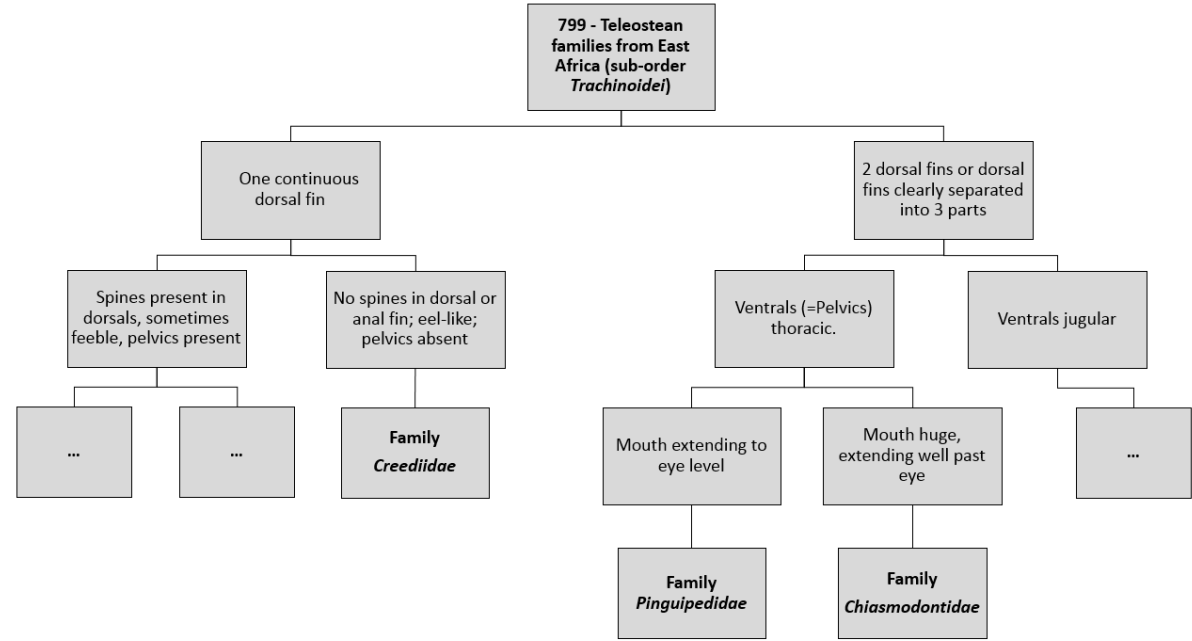 799 - Teleostean
families from East
Africa (sub-order
Trachinoidei)
One continuous
dorsal fin
2 dorsal fins or dorsal
fins clearly separated
into 3 parts
Spines present in
dorsals, sometimes
feeble, pelvics present
No spines in dorsal or
anal fin; eel-like;
pelvics absent
Ventrals (=Pelvics)
thoracic.
Ventrals jugular
...
...
Family
Creediidae
Mouth extending to
eye level
Mouth huge,
extending well past
eye
...
Family
Pinguipedidae
Family
Chiasmodontidae